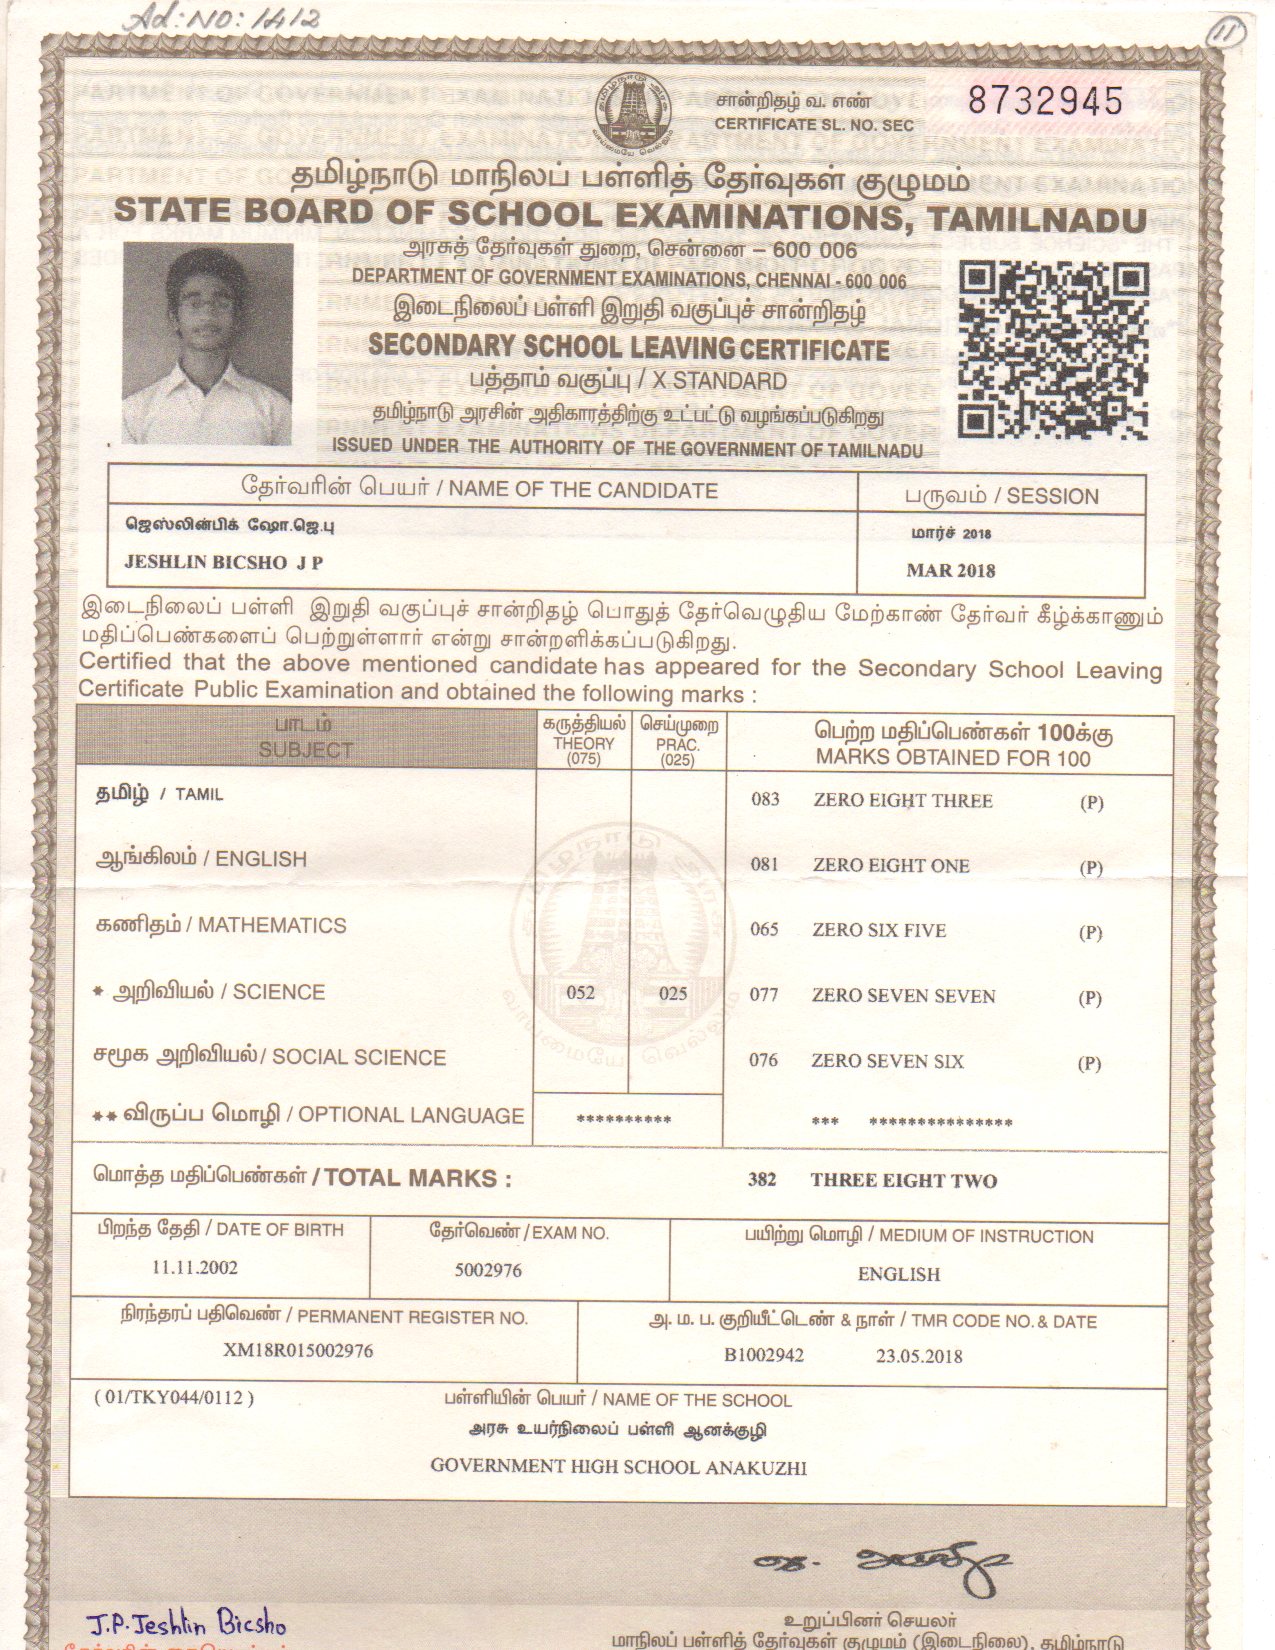 Ad: NO: 1412
11
சான்றிதழ் வ. எண்
CERTIFICATE SL. NO. SEC
8732945
தமிழ்நாடு மாநிலப் பள்ளித் தேர்வுகள் குழுமம்
STATE BOARD OF SCHOOL EXAMINATIONS, TAMILNADU
அரசுத் தேர்வுகள் துறை, சென்னை – 600 006
DEPARTMENT OF GOVERNMENT EXAMINATIONS, CHENNAI - 600 006
இடைநிலைப் பள்ளி இறுதி வகுப்புச் சான்றிதழ்
SECONDARY SCHOOL LEAVING CERTIFICATE
பத்தாம் வகுப்பு / X STANDARD
தமிழ்நாடு அரசின் அதிகாரத்திற்கு உட்பட்டு வழங்கப்படுகிறது
ISSUED UNDER THE AUTHORITY OF THE GOVERNMENT OF TAMILNADU
தேர்வரின் பெயர் / NAME OF THE CANDIDATE பருவம் / SESSION
ஜெஸ்லின்பிக் ஷோ.ஜெ.பு மார்ச் 2018
JESHLIN BICSHO J P MAR 2018
இடைநிலைப் பள்ளி இறுதி வகுப்புச் சான்றிதழ் பொதுத் தேர்வெழுதிய மேற்காண் தேர்வர் கீழ்க்காணும்
மதிப்பெண்களைப் பெற்றுள்ளார் என்று சான்றளிக்கப்படுகிறது.
Certified that the above mentioned candidate has appeared for the Secondary School Leaving
Certificate Public Examination and obtained the following marks :
பாடம் கருத்தியல் செய்முறை பெற்ற மதிப்பெண்கள் 100க்கு
SUBJECT THEORY PRAC. MARKS OBTAINED FOR 100
(075) (025)
தமிழ் / TAMIL 083 ZERO EIGHT THREE (P)
ஆங்கிலம் / ENGLISH 081 ZERO EIGHT ONE (P)
கணிதம் / MATHEMATICS 065 ZERO SIX FIVE (P)
* அறிவியல் / SCIENCE 052 025 077 ZERO SEVEN SEVEN (P)
சமூக அறிவியல் / SOCIAL SCIENCE 076 ZERO SEVEN SIX (P)
** விருப்ப மொழி / OPTIONAL LANGUAGE ********** *** ***************
மொத்த மதிப்பெண்கள் / TOTAL MARKS : 382 THREE EIGHT TWO
பிறந்த தேதி / DATE OF BIRTH தேர்வெண் / EXAM NO. பயிற்று மொழி / MEDIUM OF INSTRUCTION
11.11.2002 5002976 ENGLISH
நிரந்தரப் பதிவெண் / PERMANENT REGISTER NO. அ. ம. ப. குறியீட்டெண் & நாள் / TMR CODE NO. & DATE
XM18R015002976 B1002942 23.05.2018
( 01/TKY044/0112 ) பள்ளியின் பெயர் / NAME OF THE SCHOOL
அரசு உயர்நிலைப் பள்ளி ஆனக்குழி
GOVERNMENT HIGH SCHOOL ANAKUZHI
J.P.Jeshlin Bicsho
உறுப்பினர் செயலர்
மாநிலப் பள்ளித் தேர்வுகள் குழுமம் (இடைநிலை), தமிழ்நாடு